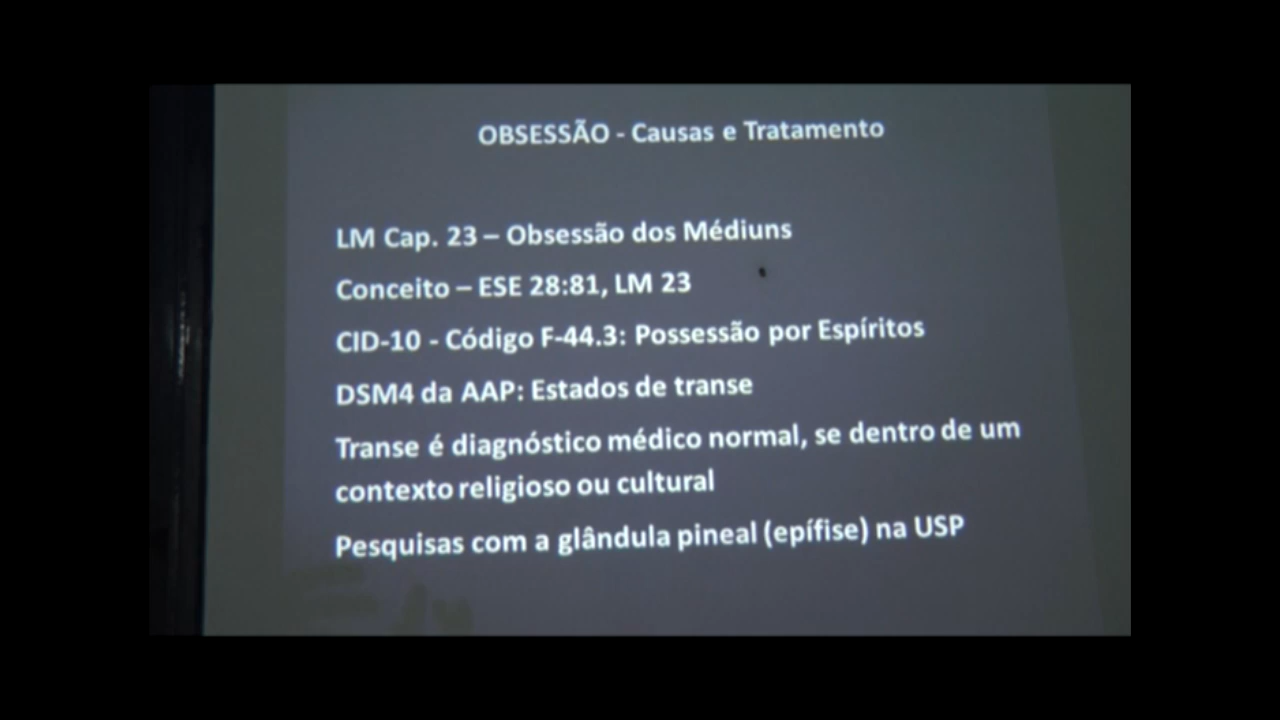 OBSESSÃO - Causas e Tratamento
LM Cap. 23 – Obsessão dos Médiuns
Conceito – ESE 28:81, LM 23
CID-10 - Código F-44.3: Possessão por Espíritos
DSM4 da AAP: Estados de transe
Transe é diagnóstico médico normal, se dentro de um
contexto religioso ou cultural
Pesquisas com a glândula pineal (epífise) na USP